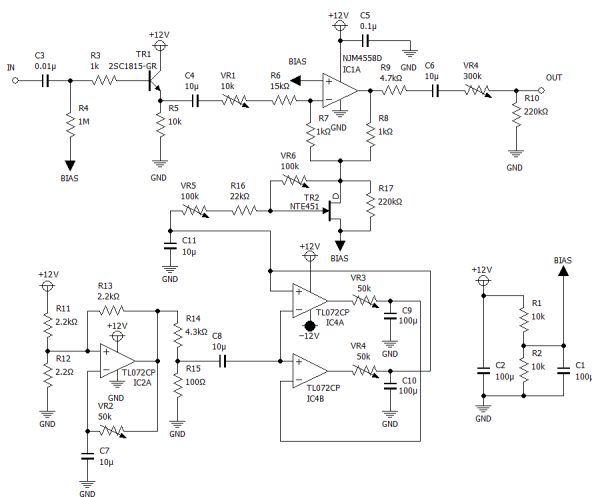 C5
0.1µ
+12V
+12V
GND
IN
C3
0.01µ
R3
1k
TR1
2SC1815-GR
BIAS
NJM4558D
IC1A
C4
10µ
VR1
10k
R6
15kΩ
R9
4.7kΩ
C6
10µ
VR4
300k
OUT
R4
1M
R5
10k
GND
R7
1kΩ
R8
1kΩ
R10
220kΩ
BIAS
GND
GND
VR6
100k
VR5
100k
R16
22kΩ
TR2
NTE451
D
R17
220kΩ
C11
10µ
BIAS
GND
+12V
BIAS
+12V
R13
2.2kΩ
+12V
VR3
50k
+12V
R11
2.2kΩ
R14
4.3kΩ
TL072CP
IC4A
C9
100µ
R1
10k
+12V
−12V
GND
C8
10µ
R12
2.2Ω
TL072CP
IC2A
VR4
50k
R2
10k
C2
100µ
C1
100µ
R15
100Ω
TL072CP
IC4B
C10
100µ
GND
VR2
50k
GND
GND
GND
GND
C7
10µ
GND